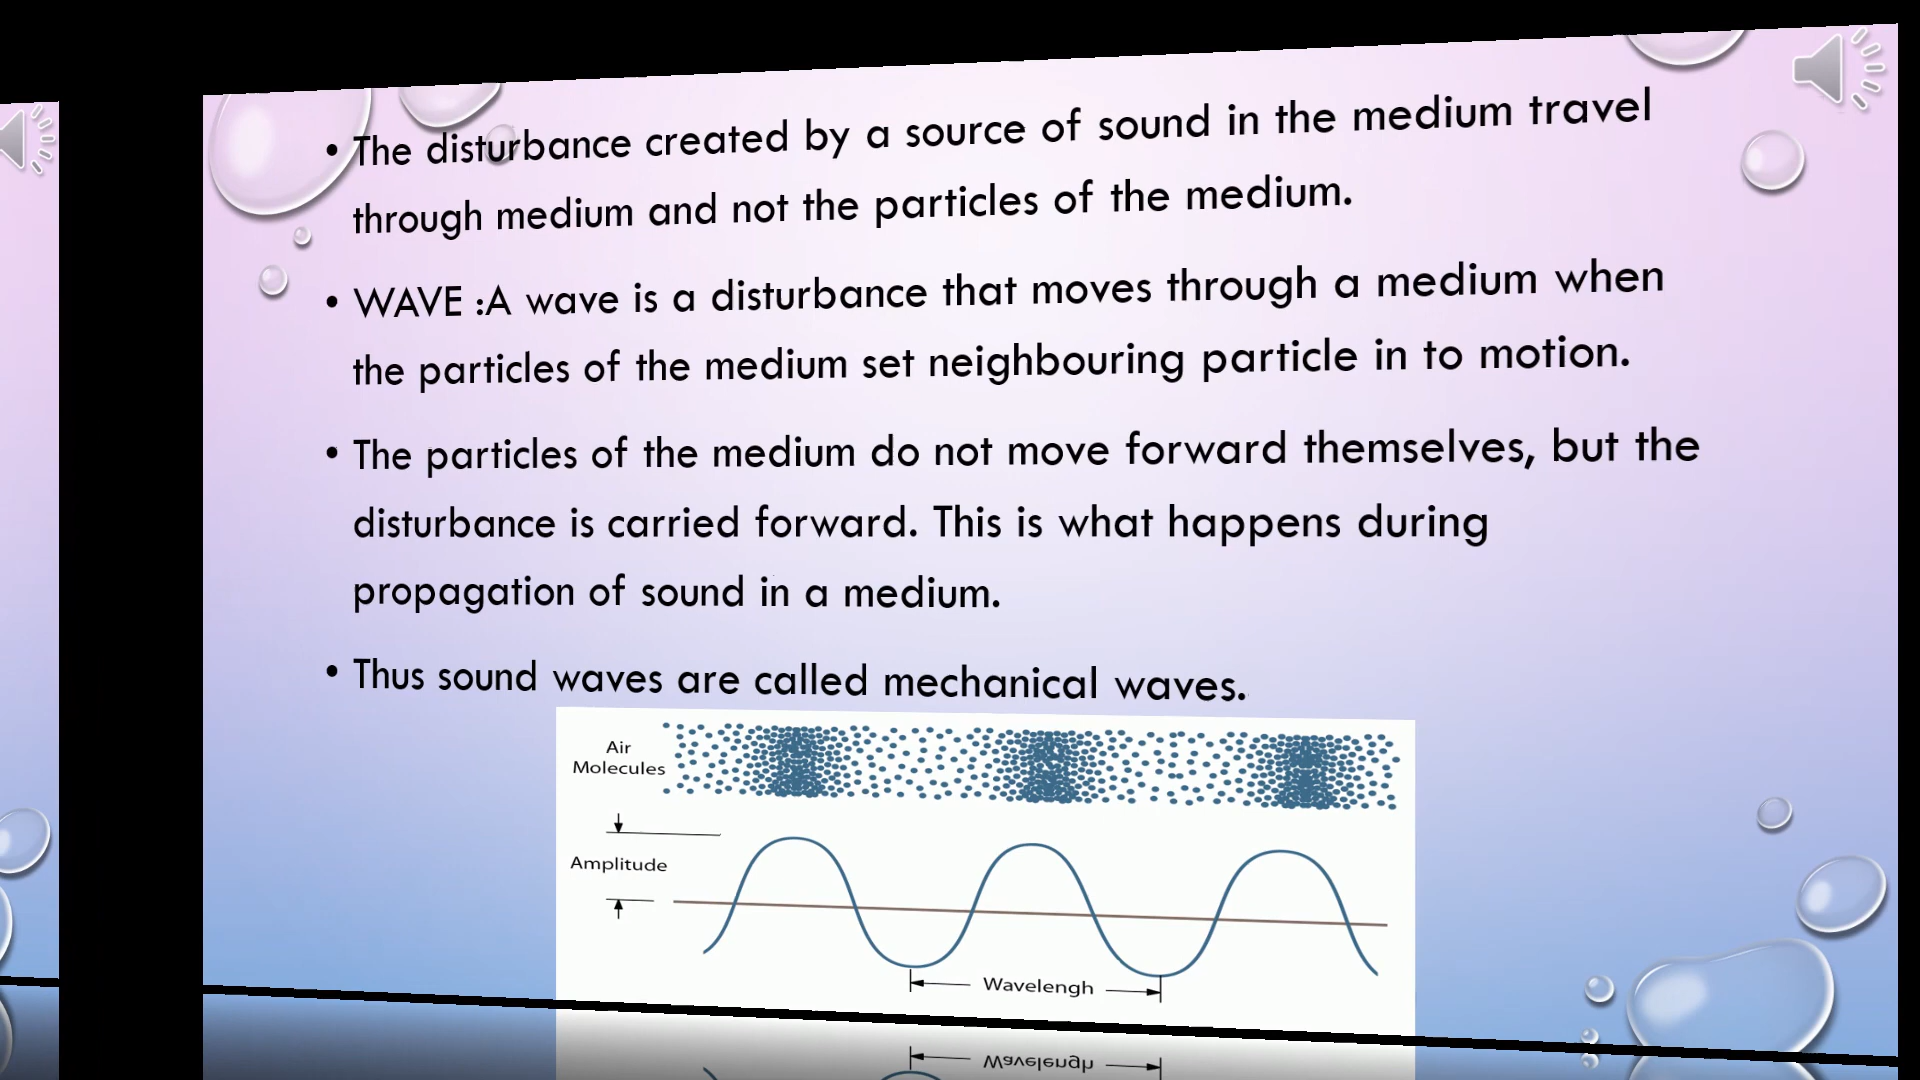 • The disturbance created by a source of sound in the medium travel
through medium and not the particles of the medium.
• WAVE :A wave is a disturbance that moves through a medium when
the particles of the medium set neighbouring particle in to motion.
• The particles of the medium do not move forward themselves, but the
disturbance is carried forward. This is what happens during
propagation of sound in a medium.
• Thus sound waves are called mechanical waves.
Air
Molecules
Amplitude
Wavelengh
Wavelengh